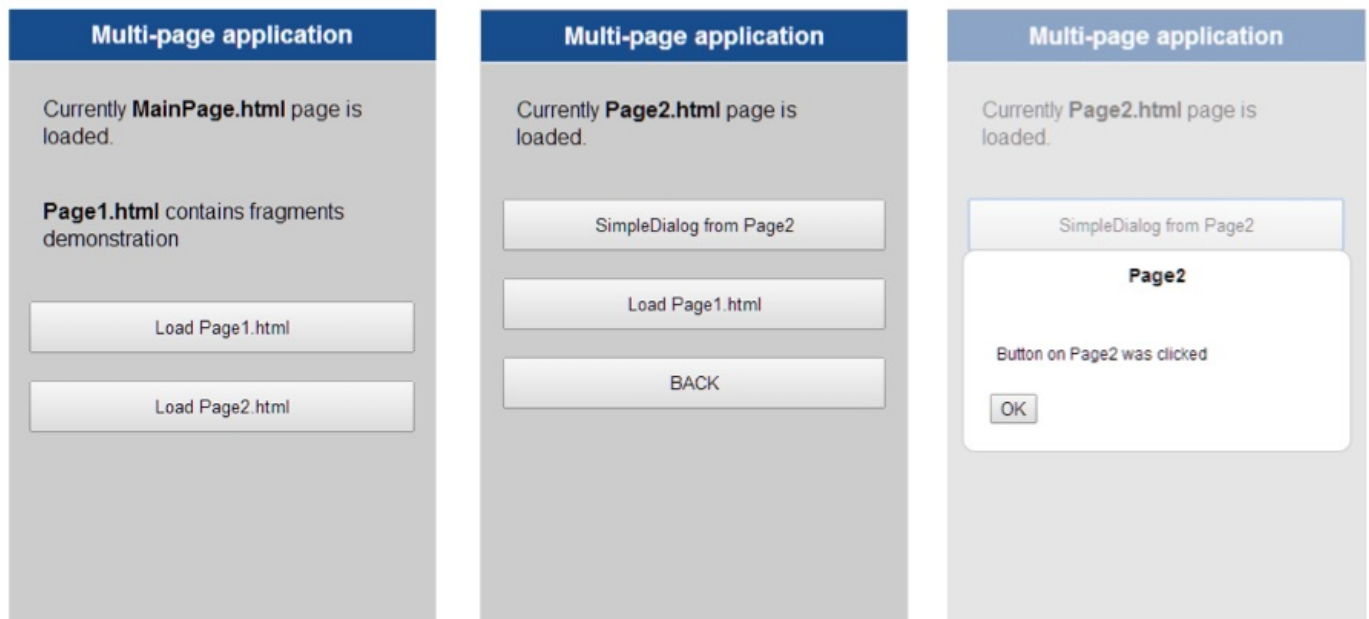 Multi-page application
Currently MainPage.html page is
loaded.
Page1.html contains fragments
demonstration
Load Page1.html
Load Page2.html
Multi-page application
Currently Page2.html page is
loaded.
SimpleDialog from Page2
Load Page1.html
BACK
Multi-page application
Currently Page2.html page is
loaded.
SimpleDialog from Page2
Page2
Button on Page2 was clicked
OK